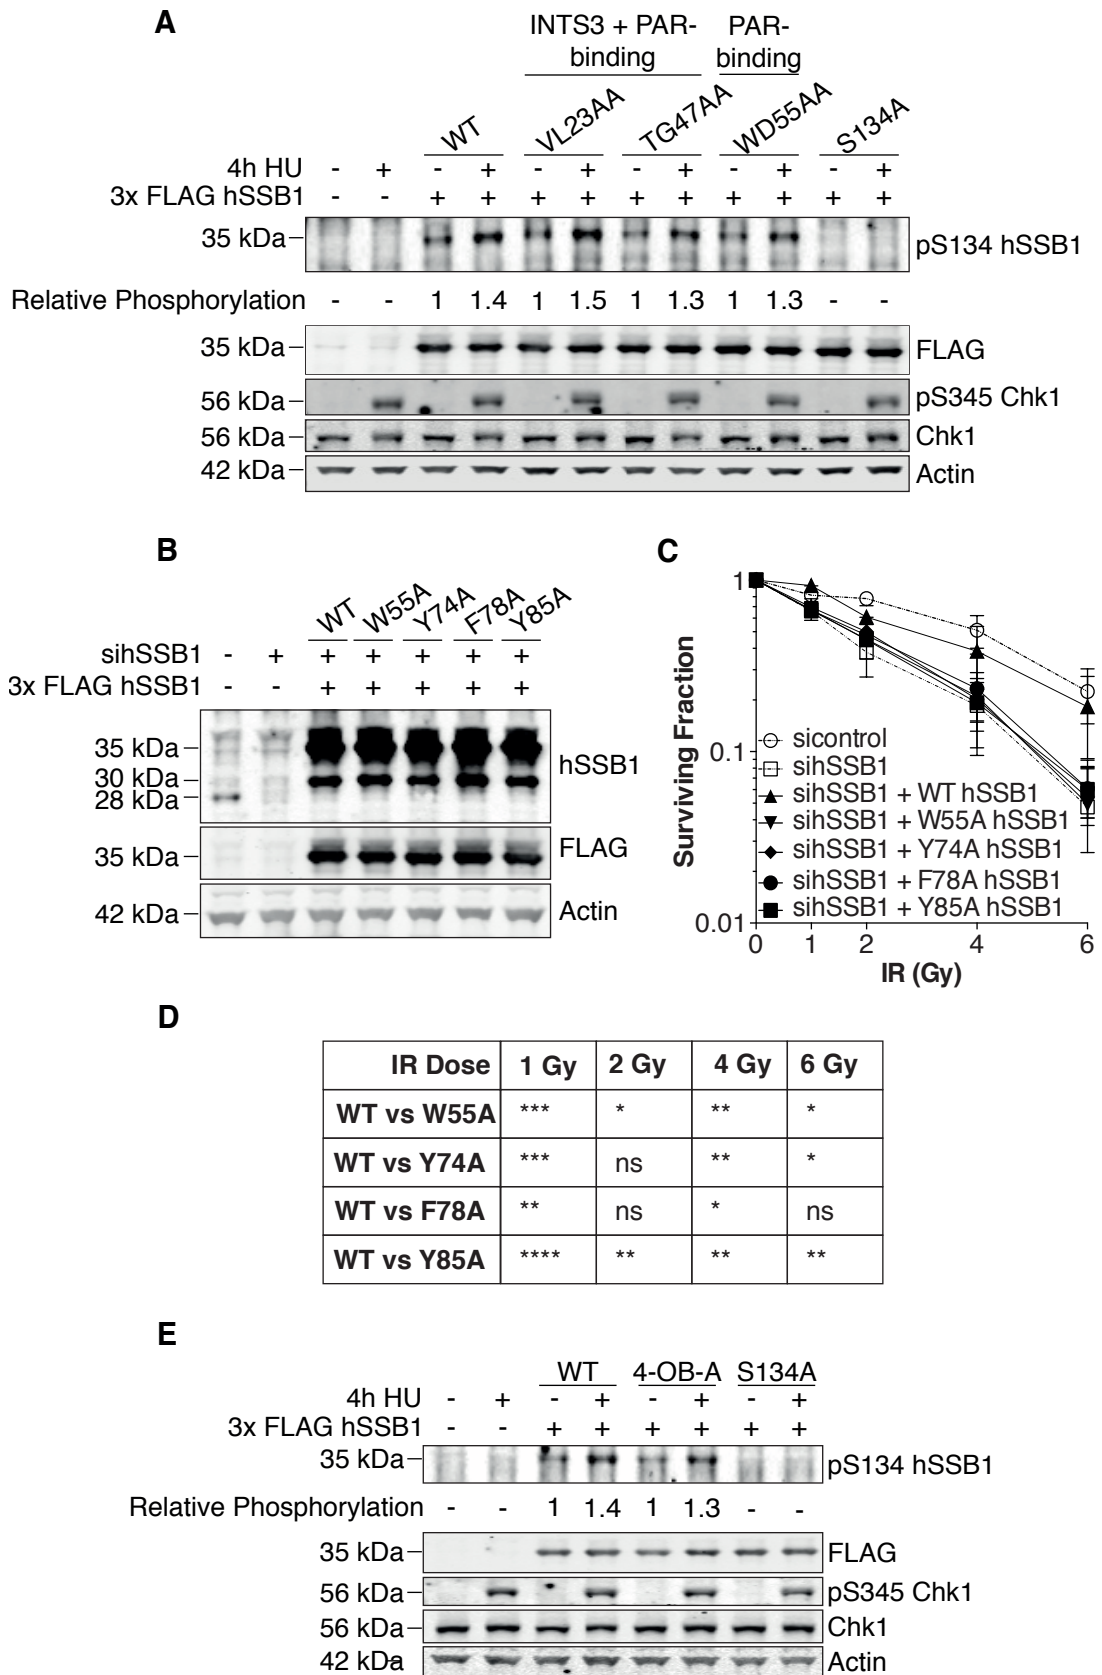 A
INTS3 + PAR-
binding
PAR-
binding
WT VL23AA TG47AA WD55AA S134A
4h HU - + - + - + - + - + - +
3x FLAG hSSB1 - - + + + + + + + + + +
35 kDa pS134 hSSB1
Relative Phosphorylation - - 1 1.4 1 1.5 1 1.3 1 1.3 - -
35 kDa FLAG
56 kDa pS345 Chk1
56 kDa Chk1
42 kDa Actin
B
WT W55A Y74A F78A Y85A
sihSSB1 - + + + + + +
3x FLAG hSSB1 - - + + + + +
35 kDa
30 kDa
28 kDa
hSSB1
35 kDa FLAG
42 kDa Actin
C
Surviving Fraction
1
0.1
0.01
sicontrol
sihSSB1
sihSSB1 + WT hSSB1
sihSSB1 + W55A hSSB1
sihSSB1 + Y74A hSSB1
sihSSB1 + F78A hSSB1
sihSSB1 + Y85A hSSB1
0 1 2 4 6
IR (Gy)
D
IR Dose 1 Gy 2 Gy 4 Gy 6 Gy
WT vs W55A *** * ** *
WT vs Y74A *** ns ** *
WT vs F78A ** ns * ns
WT vs Y85A **** ** ** **
E
WT 4-OB-A S134A
4h HU - + - + - + - +
3x FLAG hSSB1 - - + + + + + +
35 kDa pS134 hSSB1
Relative Phosphorylation - - 1 1.4 1 1.3 - -
35 kDa FLAG
56 kDa pS345 Chk1
56 kDa Chk1
42 kDa Actin